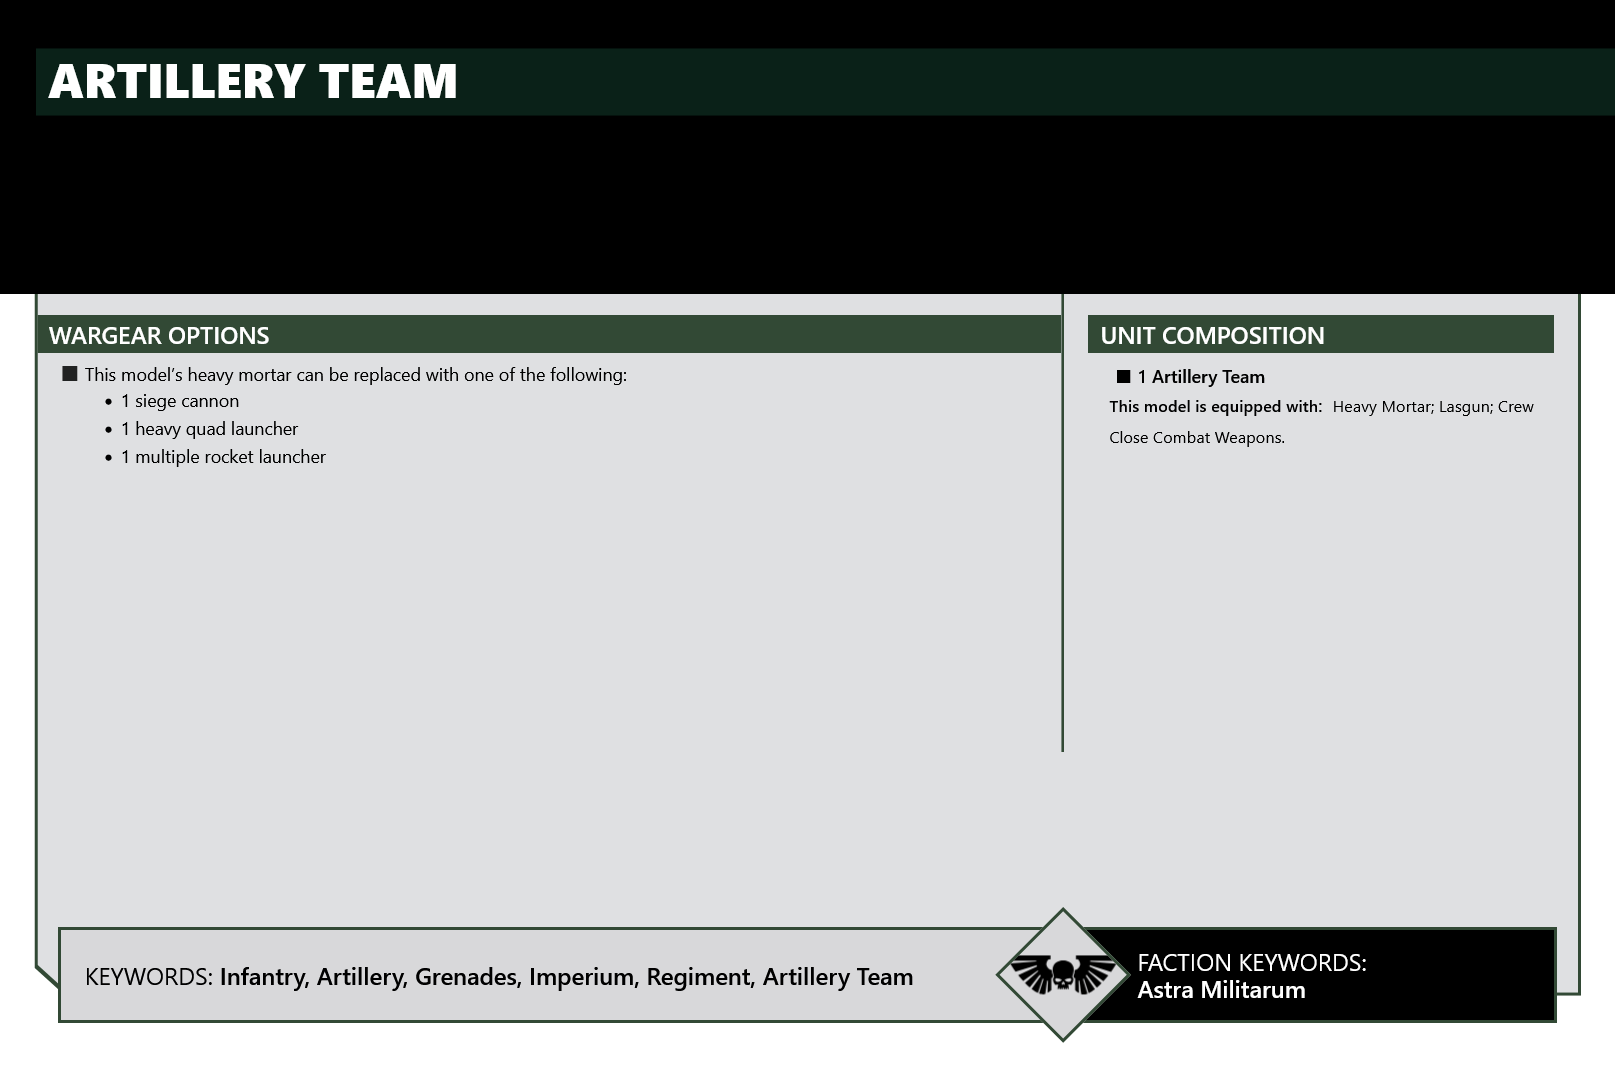 ARTILLERY TEAM
WARGEAR OPTIONS
■ This model’s heavy mortar can be replaced with one of the following:
• 1 siege cannon
• 1 heavy quad launcher
• 1 multiple rocket launcher
UNIT COMPOSITION
■ 1 Artillery Team
This model is equipped with: Heavy Mortar; Lasgun; Crew
Close Combat Weapons.
KEYWORDS: Infantry, Artillery, Grenades, Imperium, Regiment, Artillery Team
FACTION KEYWORDS:
Astra Militarum